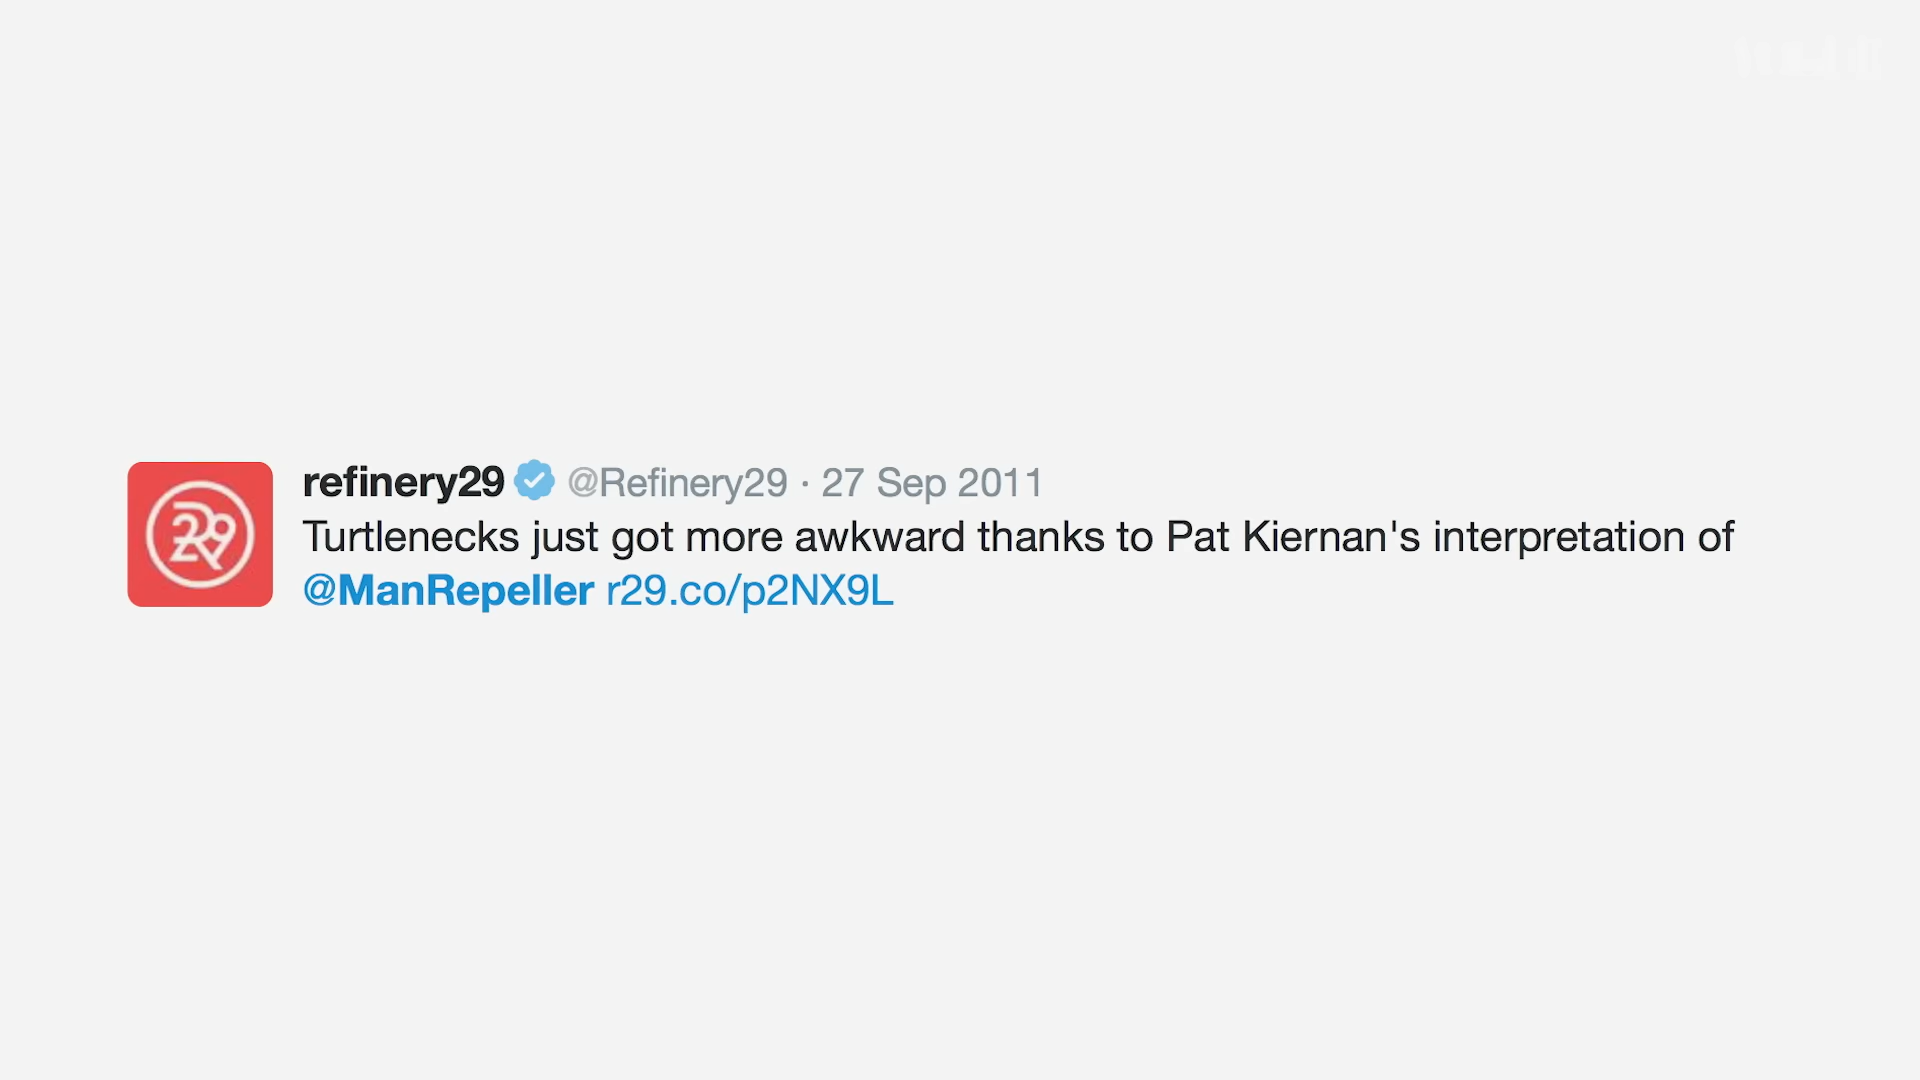 refinery29 @Refinery29 · 27 Sep 2011
Turtlenecks just got more awkward thanks to Pat Kiernan's interpretation of
@ManRepeller r29.co/p2NX9L
R29